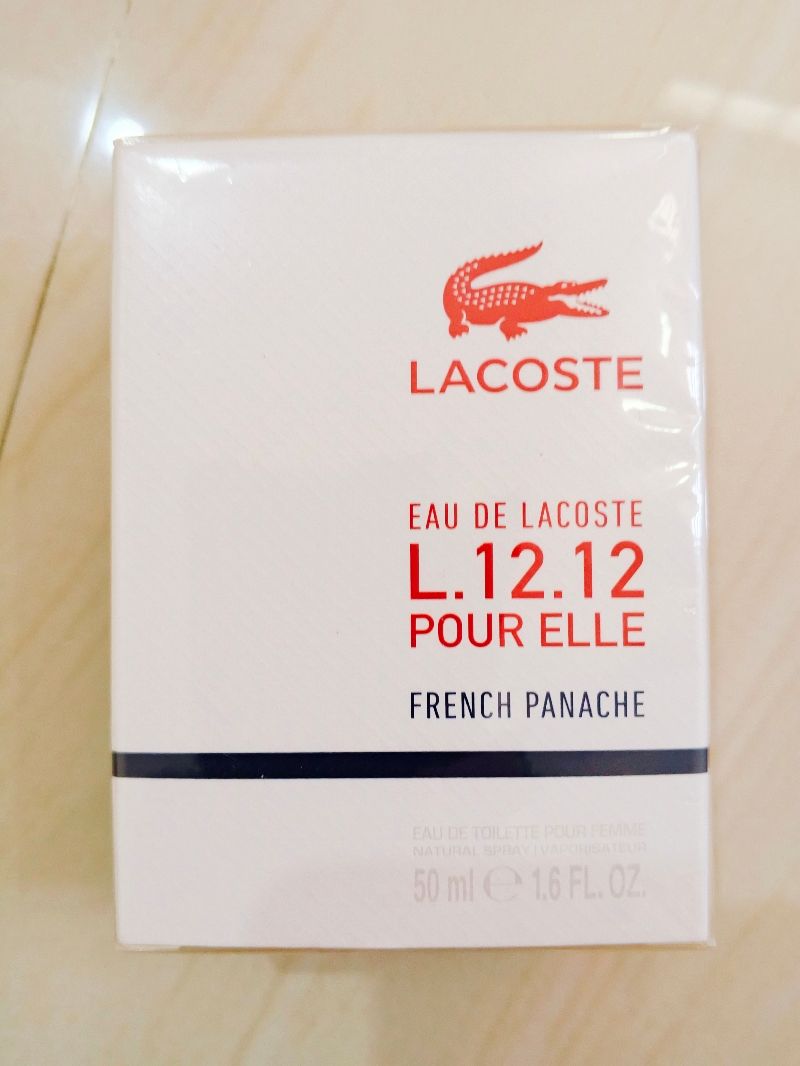 LACOSTE
EAU DE LACOSTE
L.12.12
POUR ELLE
FRENCH PANACHE
EAU DE TOILETTE POUR FEMME
NATURAL SPRAY | VAPORISATEUR
50 ml ℮ 1.6 FL. OZ.